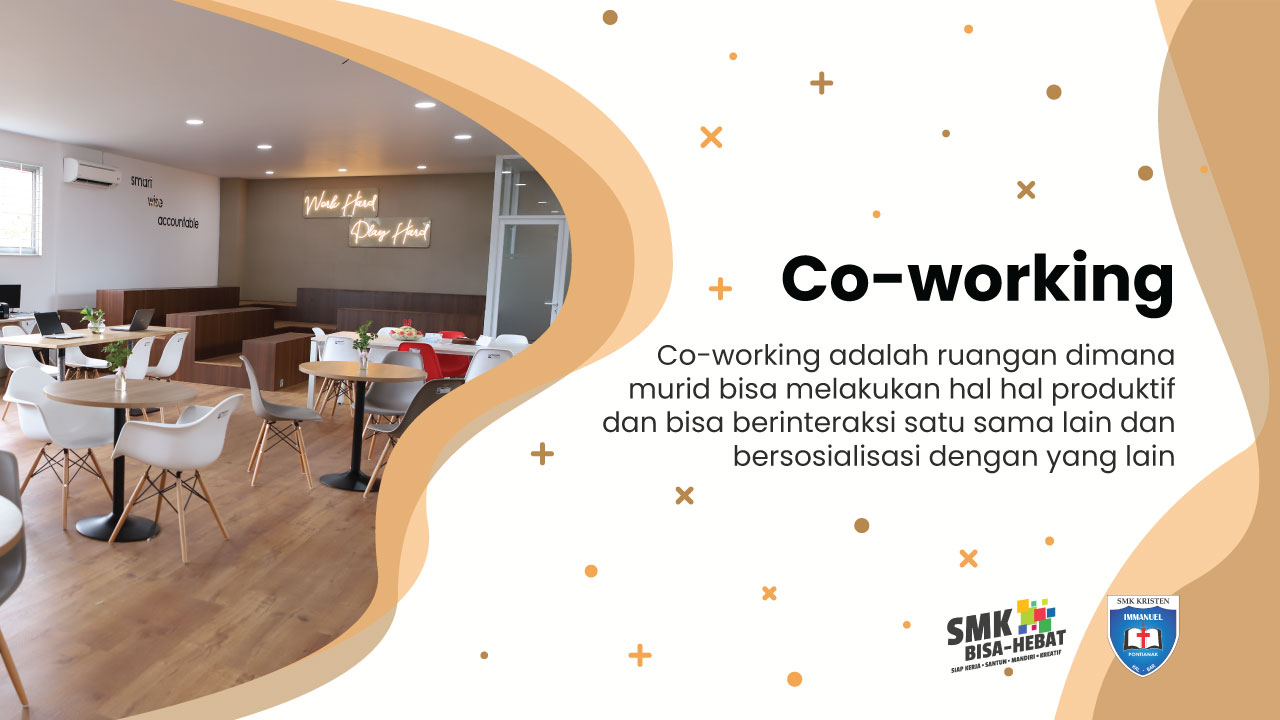 smart
wise
accountable
Work Hard
Play Hard
Co-working
Co-working adalah ruangan dimana
murid bisa melakukan hal hal produktif
dan bisa berinteraksi satu sama lain dan
bersosialisasi dengan yang lain
SMK
BISA-HEBAT
SIAP KERJA • SANTUN • MANDIRI • KREATIF
SMK KRISTEN
IMMANUEL
PONTIANAK
KAL - BAR